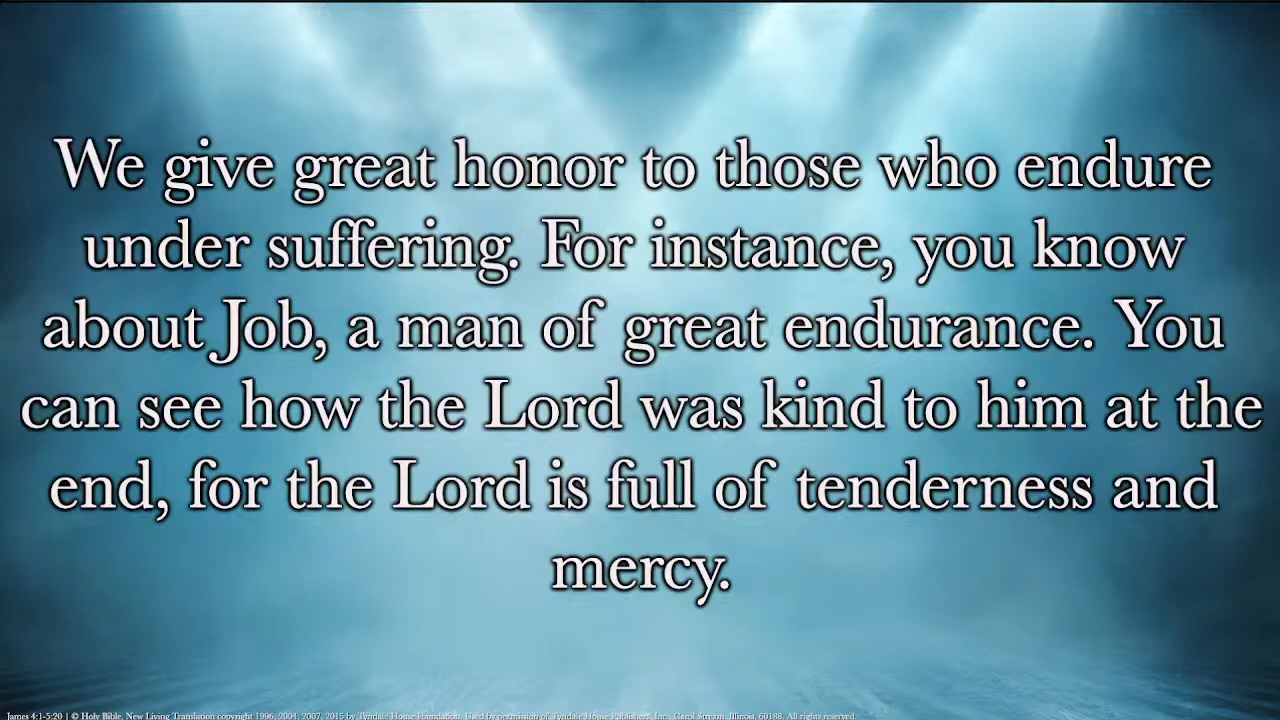 We give great honor to those who endure
under suffering. For instance, you know
about Job, a man of great endurance. You
can see how the Lord was kind to him at the
end, for the Lord is full of tenderness and
mercy.
James 4:1-5:20 | © Holy Bible, New Living Translation copyright 1996, 2004, 2007, 2015 by Tyndale House Foundation. Used by permission of Tyndale House Publishers, Inc., Carol Stream, Illinois, 60188. All rights reserved.